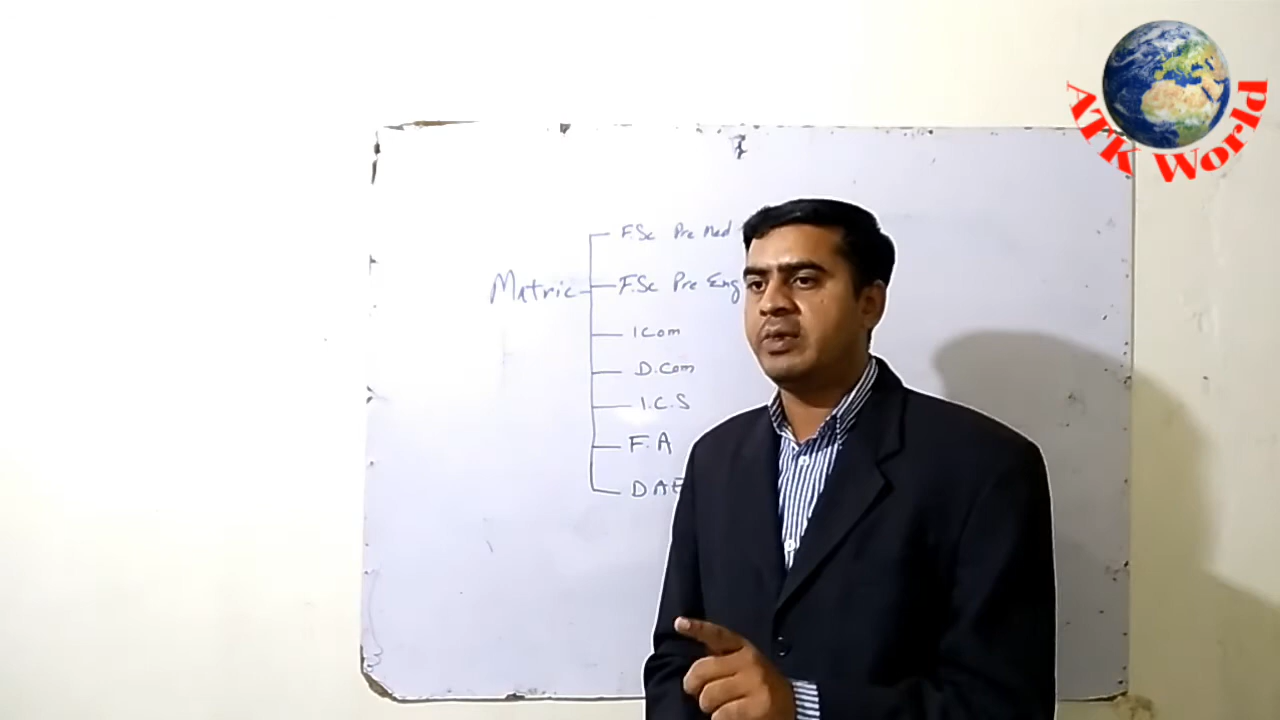 ATK World
F.Sc Pre Med
Matric
F.Sc Pre Eng
I Com
D.Com
I.C.S
F.A
DAE